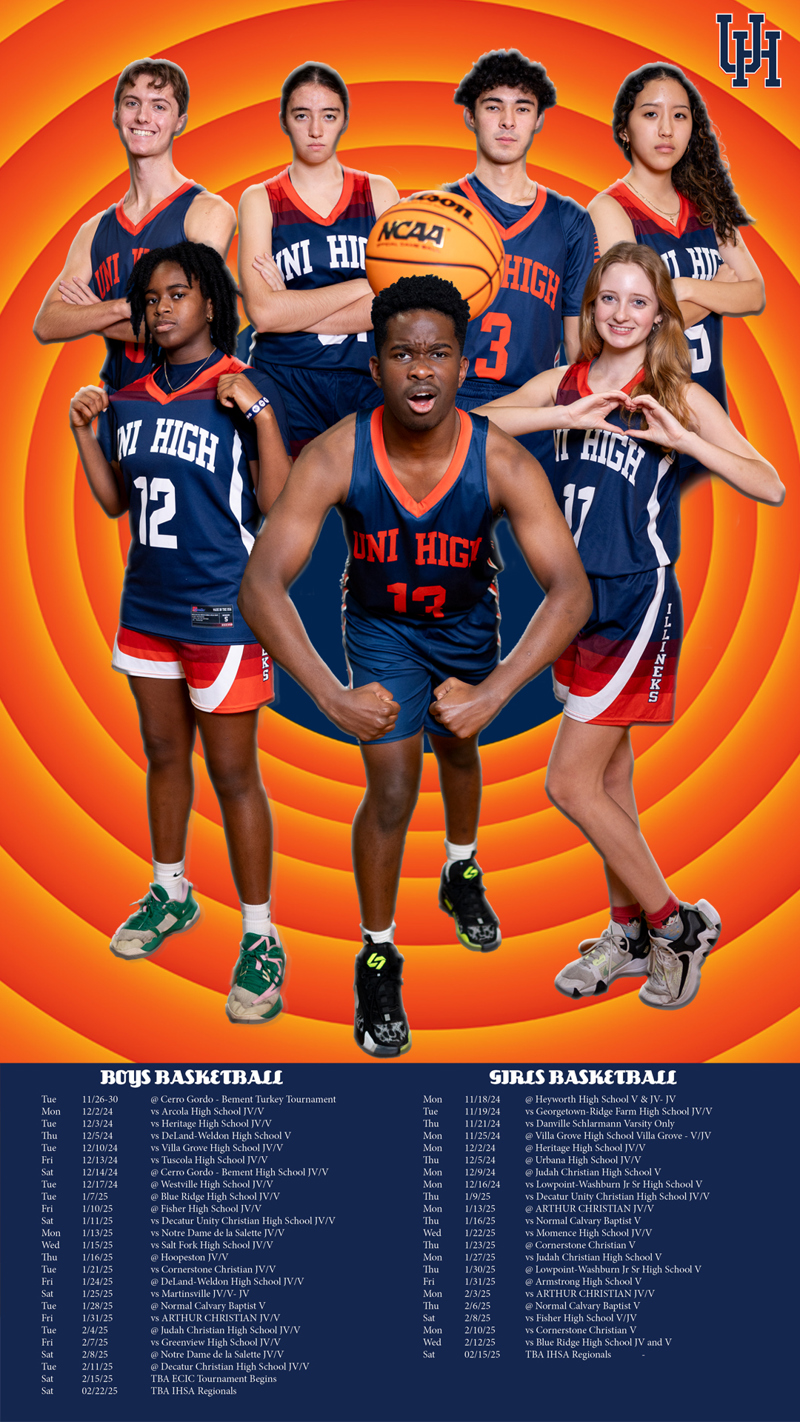 UH
Wilson
NCAA
UNI HIGH
UNI HIGH
HIGH
3
UNI HIGH
12
UNI HIGH
11
UNI HIGH
13
ILLINEKS
BOYS BASKETBALL
Tue 11/26-30 @ Cerro Gordo - Bement Turkey Tournament
Mon 12/2/24 vs Arcola High School JV/V
Tue 12/3/24 vs Heritage High School JV/V
Thu 12/5/24 vs DeLand-Weldon High School V
Tue 12/10/24 vs Villa Grove High School JV/V
Fri 12/13/24 vs Tuscola High School JV/V
Sat 12/14/24 @ Cerro Gordo - Bement High School JV/V
Tue 12/17/24 @ Westville High School JV/V
Tue 1/7/25 @ Blue Ridge High School JV/V
Fri 1/10/25 @ Fisher High School JV/V
Sat 1/11/25 vs Decatur Unity Christian High School JV/V
Mon 1/13/25 vs Notre Dame de la Salette JV/V
Wed 1/15/25 vs Salt Fork High School JV/V
Thu 1/16/25 @ Hoopeston JV/V
Tue 1/21/25 vs Cornerstone Christian JV/V
Fri 1/24/25 @ DeLand-Weldon High School JV/V
Sat 1/25/25 vs Martinsville JV/V- JV
Tue 1/28/25 @ Normal Calvary Baptist V
Fri 1/31/25 vs ARTHUR CHRISTIAN JV/V
Tue 2/4/25 @ Judah Christian High School JV/V
Fri 2/7/25 vs Greenview High School JV/V
Sat 2/8/25 @ Notre Dame de la Salette JV/V
Tue 2/11/25 @ Decatur Christian High School JV/V
Sat 2/15/25 TBA ECIC Tournament Begins
Sat 02/22/25 TBA IHSA Regionals
GIRLS BASKETBALL
Mon 11/18/24 @ Heyworth High School V & JV- JV
Tue 11/19/24 vs Georgetown-Ridge Farm High School JV/V
Thu 11/21/24 vs Danville Schlarmann Varsity Only
Mon 11/25/24 @ Villa Grove High School Villa Grove - V/JV
Mon 12/2/24 @ Heritage High School JV/V
Thu 12/5/24 @ Urbana High School JV/V
Mon 12/9/24 @ Judah Christian High School V
Mon 12/16/24 vs Lowpoint-Washburn Jr Sr High School V
Thu 1/9/25 vs Decatur Unity Christian High School JV/V
Mon 1/13/25 @ ARTHUR CHRISTIAN JV/V
Thu 1/16/25 vs Normal Calvary Baptist V
Wed 1/22/25 vs Momence High School JV/V
Thu 1/23/25 @ Cornerstone Christian V
Mon 1/27/25 vs Judah Christian High School V
Thu 1/30/25 @ Lowpoint-Washburn Jr Sr High School V
Fri 1/31/25 @ Armstrong High School V
Mon 2/3/25 vs ARTHUR CHRISTIAN JV/V
Thu 2/6/25 @ Normal Calvary Baptist V
Sat 2/8/25 vs Fisher High School V/JV
Mon 2/10/25 vs Cornerstone Christian V
Wed 2/12/25 vs Blue Ridge High School JV and V
Sat 02/15/25 TBA IHSA Regionals -